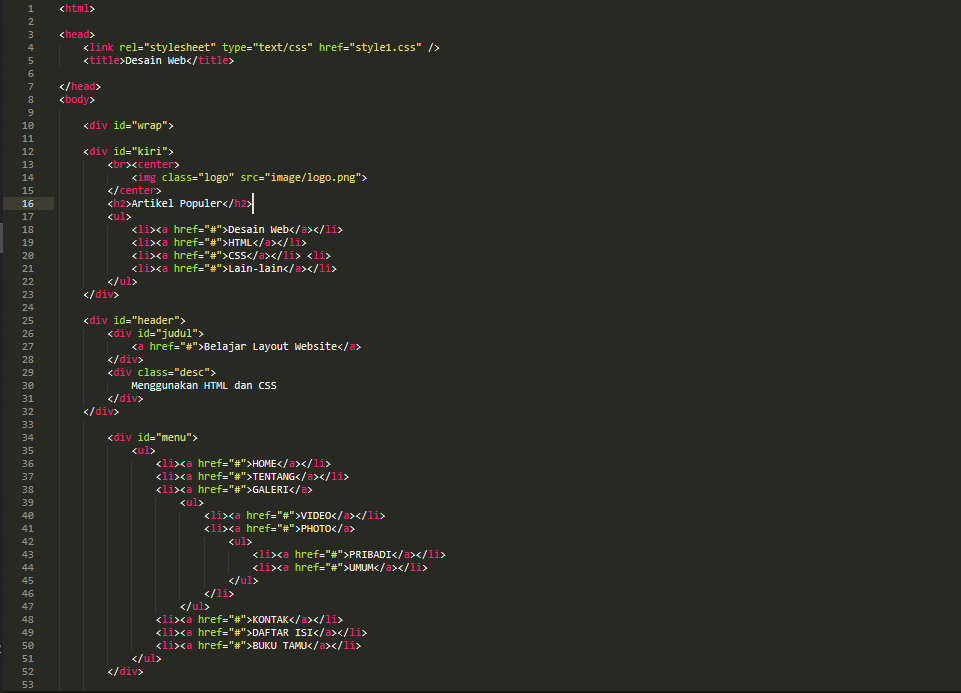 1 <html>
2
3 <head>
4 <link rel="stylesheet" type="text/css" href="style1.css" />
5 <title>Desain Web</title>
6
7 </head>
8 <body>
9
10 <div id="wrap">
11
12 <div id="kiri">
13 <br><center>
14 <img class="logo" src="image/logo.png">
15 </center>
16 <h2>Artikel Populer</h2>
17 <ul>
18 <li><a href="#">Desain Web</a></li>
19 <li><a href="#">HTML</a></li>
20 <li><a href="#">CSS</a></li> <li>
21 <li><a href="#">Lain-lain</a></li>
22 </ul>
23 </div>
24
25 <div id="header">
26 <div id="judul">
27 <a href="#">Belajar Layout Website</a>
28 </div>
29 <div class="desc">
30 Menggunakan HTML dan CSS
31 </div>
32 </div>
33
34 <div id="menu">
35 <ul>
36 <li><a href="#">HOME</a></li>
37 <li><a href="#">TENTANG</a></li>
38 <li><a href="#">GALERI</a>
39 <ul>
40 <li><a href="#">VIDEO</a></li>
41 <li><a href="#">PHOTO</a>
42 <ul>
43 <li><a href="#">PRIBADI</a></li>
44 <li><a href="#">UMUM</a></li>
45 </ul>
46 </li>
47 </ul>
48 <li><a href="#">KONTAK</a></li>
49 <li><a href="#">DAFTAR ISI</a></li>
50 <li><a href="#">BUKU TAMU</a></li>
51 </ul>
52 </div>
53